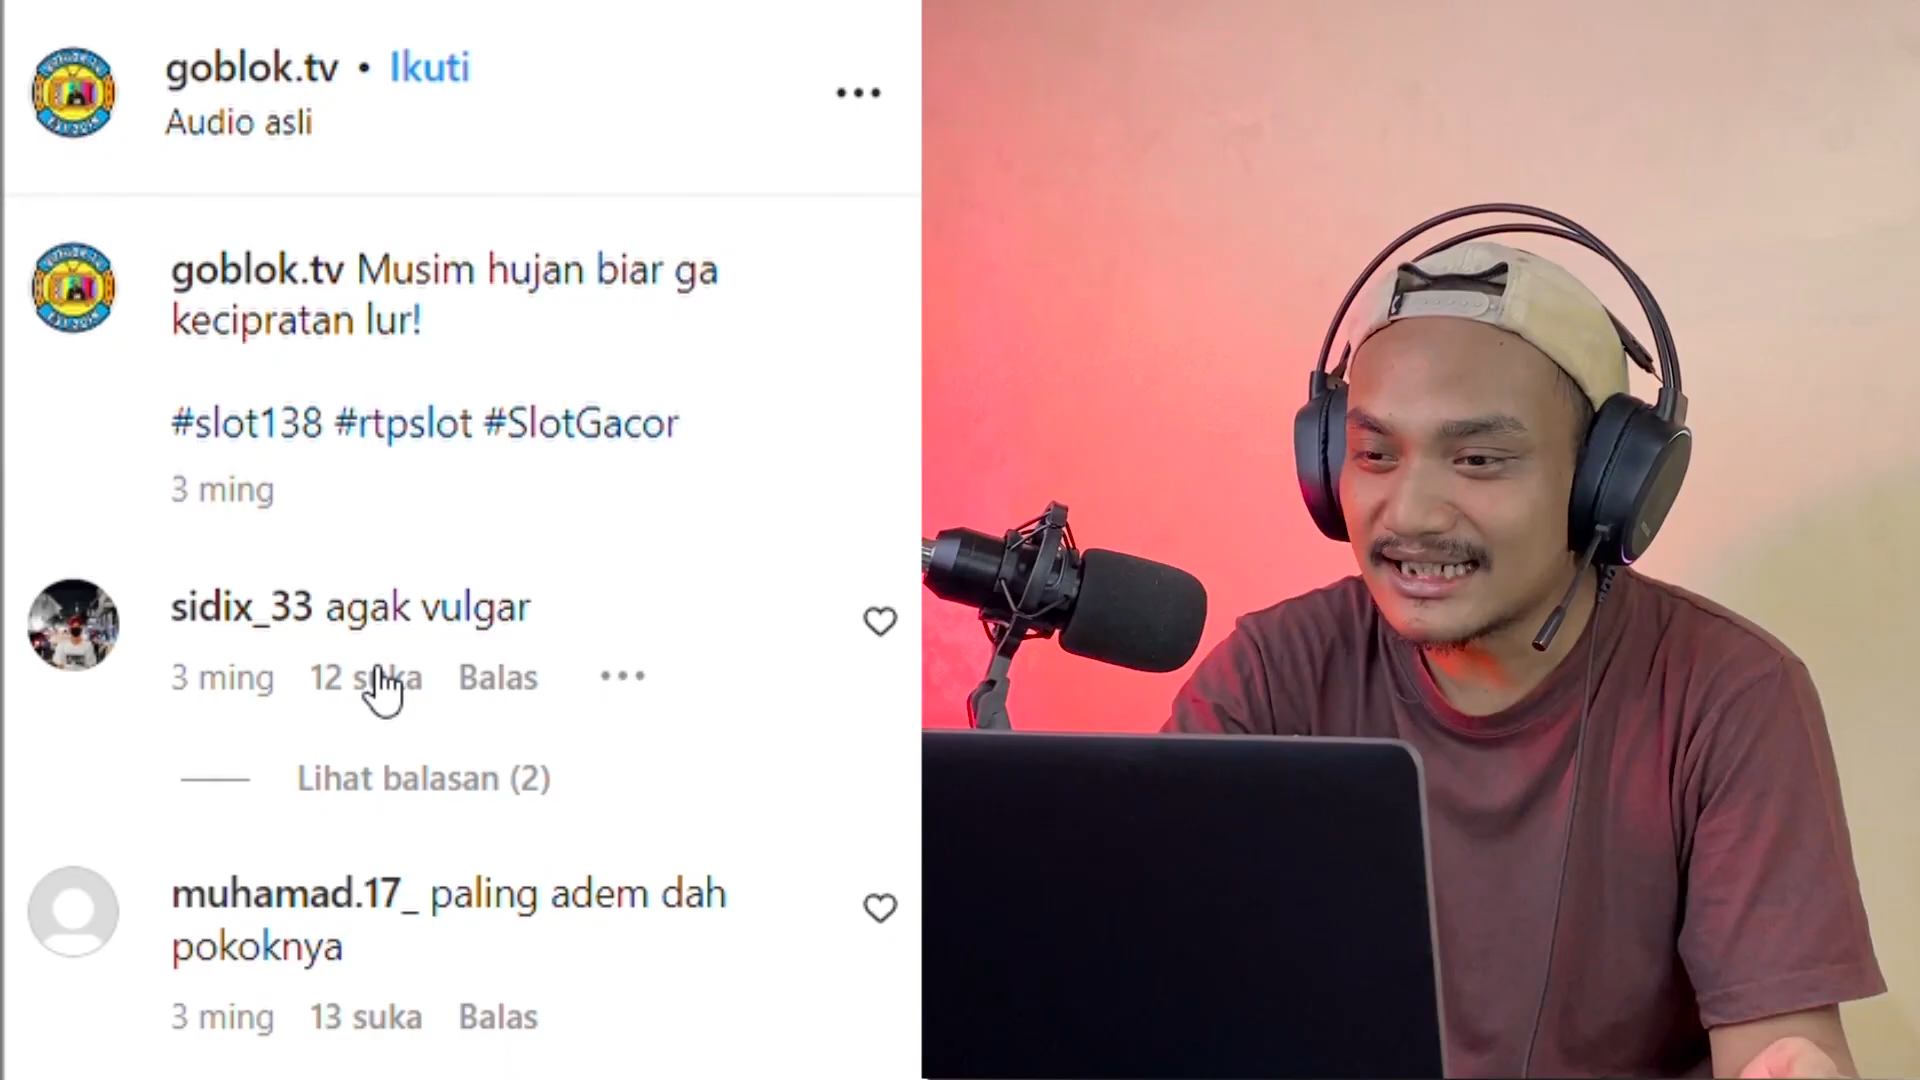 goblok.tv • Ikuti
Audio asli
goblok.tv Musim hujan biar ga
kecipratan lur!
#slot138 #rtpslot #SlotGacor
3 ming
sidix_33 agak vulgar
3 ming 12 suka Balas
Lihat balasan (2)
muhamad.17_ paling adem dah
pokoknya
3 ming 13 suka Balas